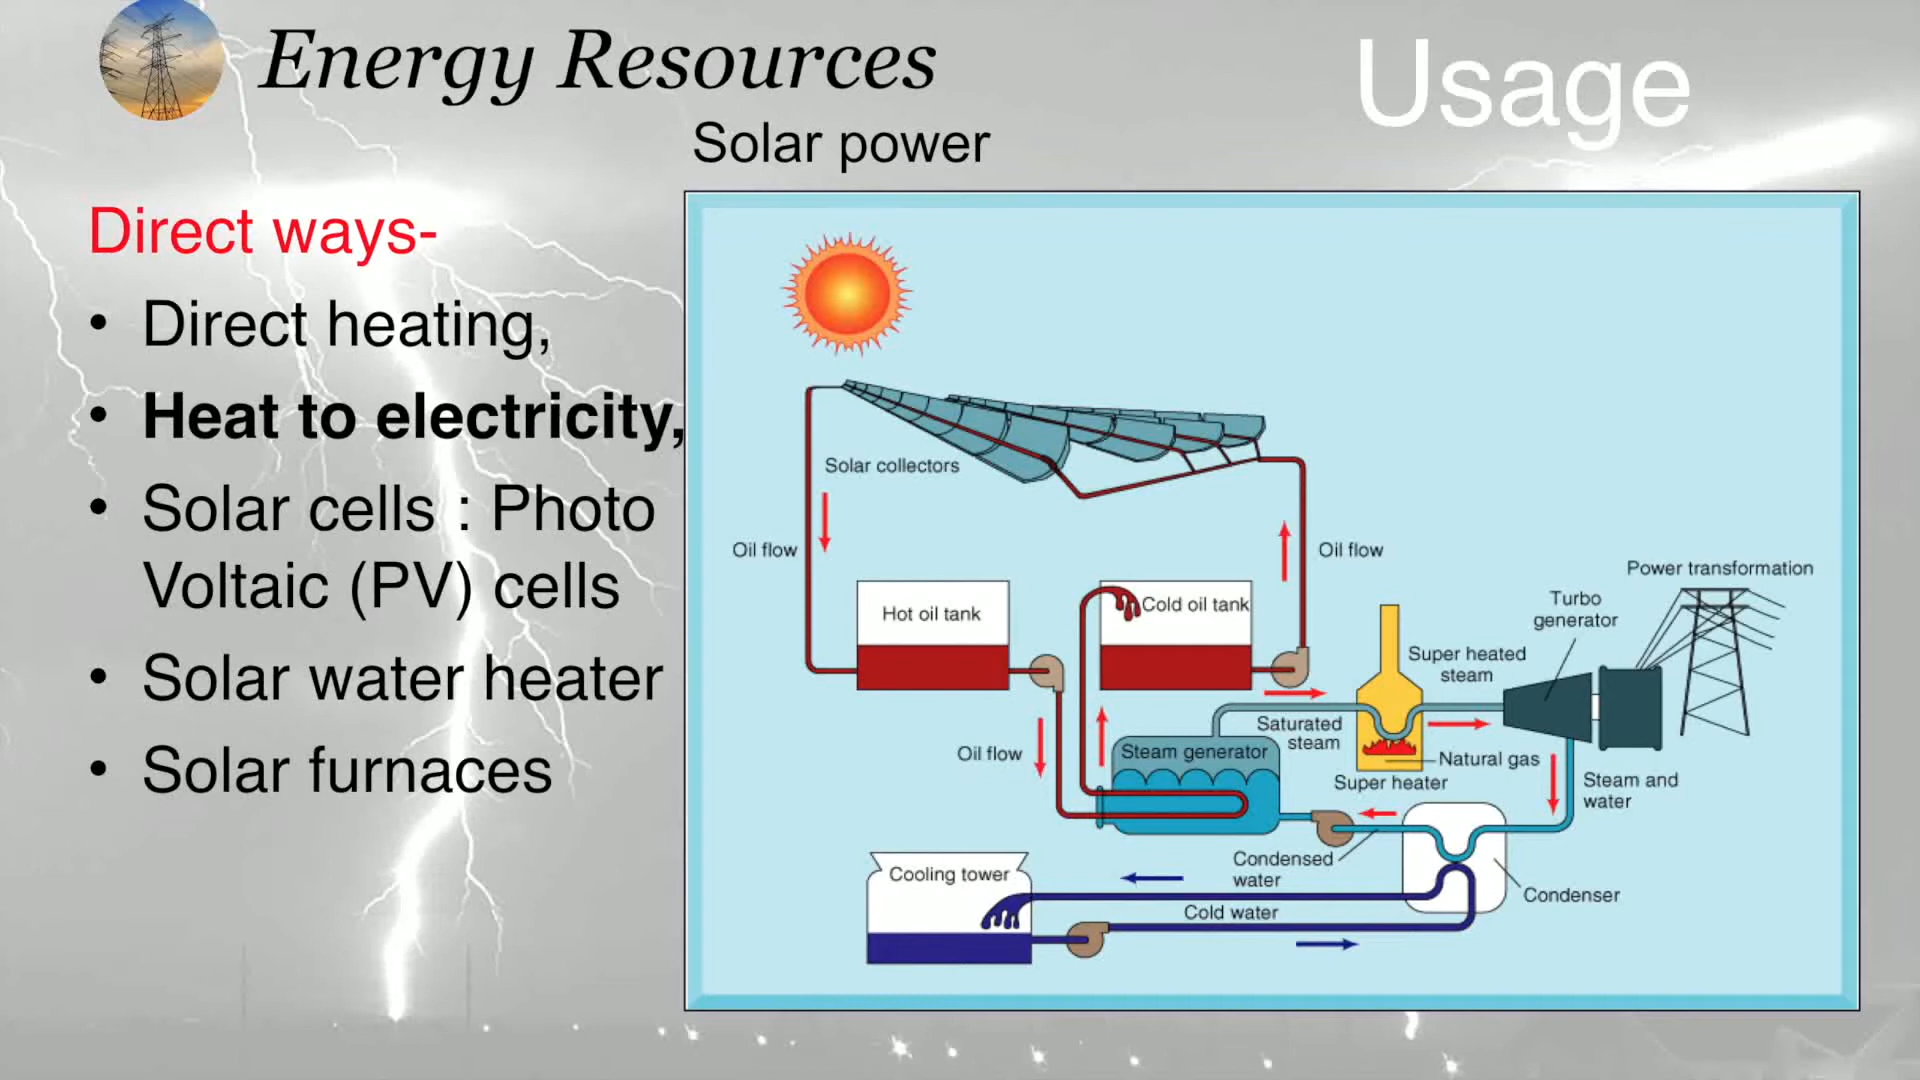 Energy Resources
Usage
Solar power
Direct ways-
• Direct heating,
• Heat to electricity,
• Solar cells : Photo
Voltaic (PV) cells
• Solar water heater
• Solar furnaces
Solar collectors
Oil flow
Oil flow
Hot oil tank
Cold oil tank
Power transformation
Turbo
generator
Super heated
steam
Saturated
steam
Oil flow
Steam generator
Natural gas
Super heater
Steam and
water
Condensed
water
Cooling tower
Condenser
Cold water